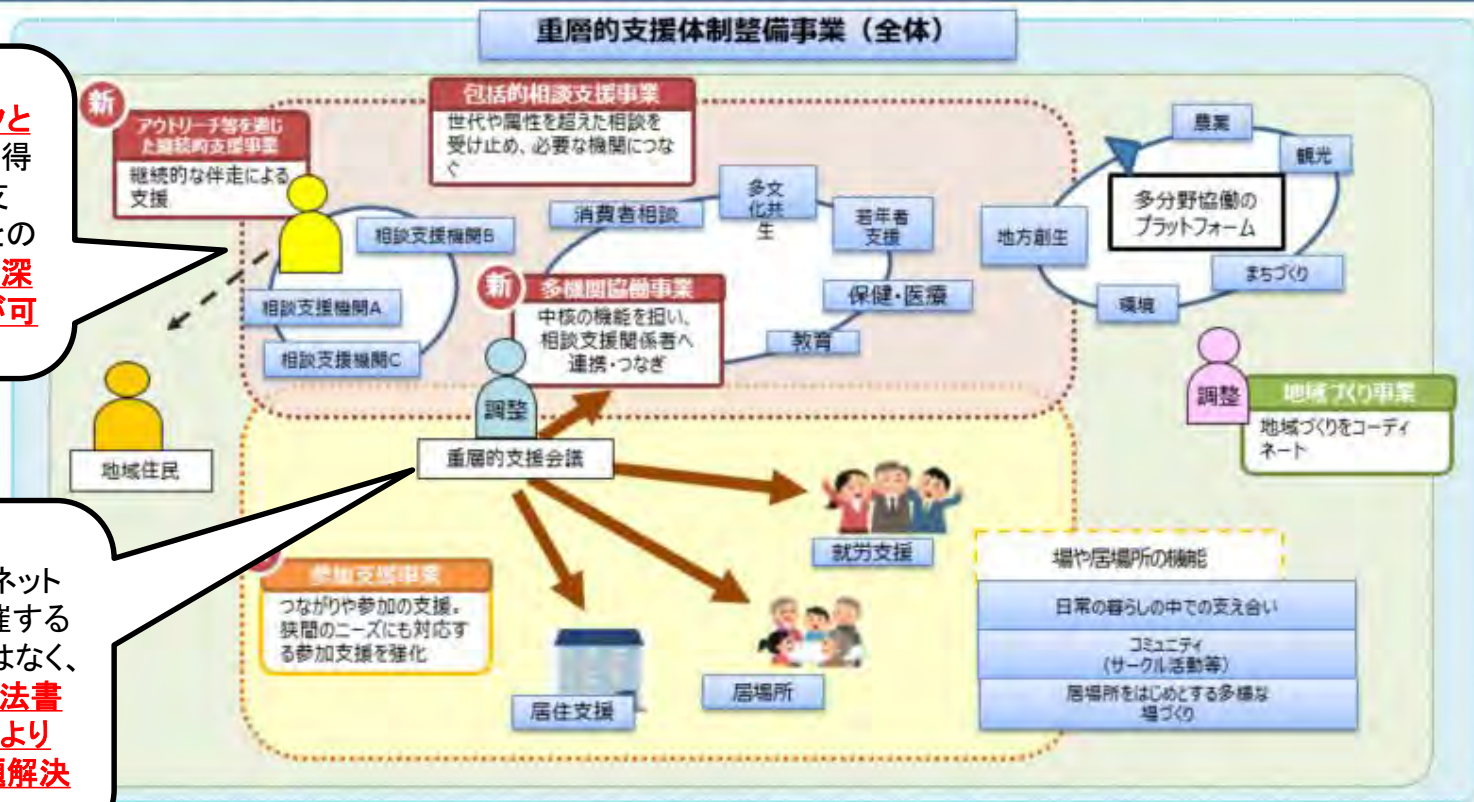 重層的支援体制整備事業（全体）
クと
得
支
士の
深
が可
新
アウトリーチ等を通じ
た継続的支援事業
継続的な伴走による
支援
包括的相談支援事業
世代や属性を超えた相談を
受け止め、必要な機関につな
ぐ
相談支援機関B
相談支援機関A
相談支援機関C
消費者相談
多文
化共
生
若年者
支援
保健・医療
教育
新
多機関協働事業
中核の機能を担い、
相談支援関係者へ
連携・つなぎ
農業
観光
多分野協働の
プラットフォーム
地方創生
まちづくり
環境
調整
地域づくり事業
地域づくりをコーディ
ネート
地域住民
調整
重層的支援会議
ネット
催する
はなく、
法書
より
題解決
参加支援事業
つながりや参加の支援。
狭間のニーズにも対応す
る参加支援を強化
就労支援
居場所
居住支援
場や居場所の機能
日常の暮らしの中での支え合い
コミュニティ
(サークル活動等)
居場所をはじめとする多様な
場づくり